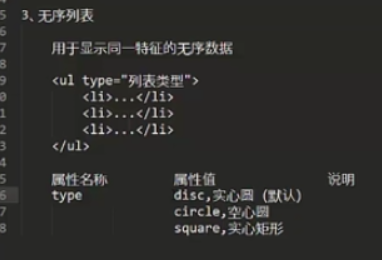 3、无序列表
用于显示同一特征的无序数据
<ul type="列表类型">
<li>...</li>
<li>...</li>
<li>...</li>
</ul>
属性名称 属性值 说明
type disc,实心圆 (默认)
circle,空心圆
square,实心矩形